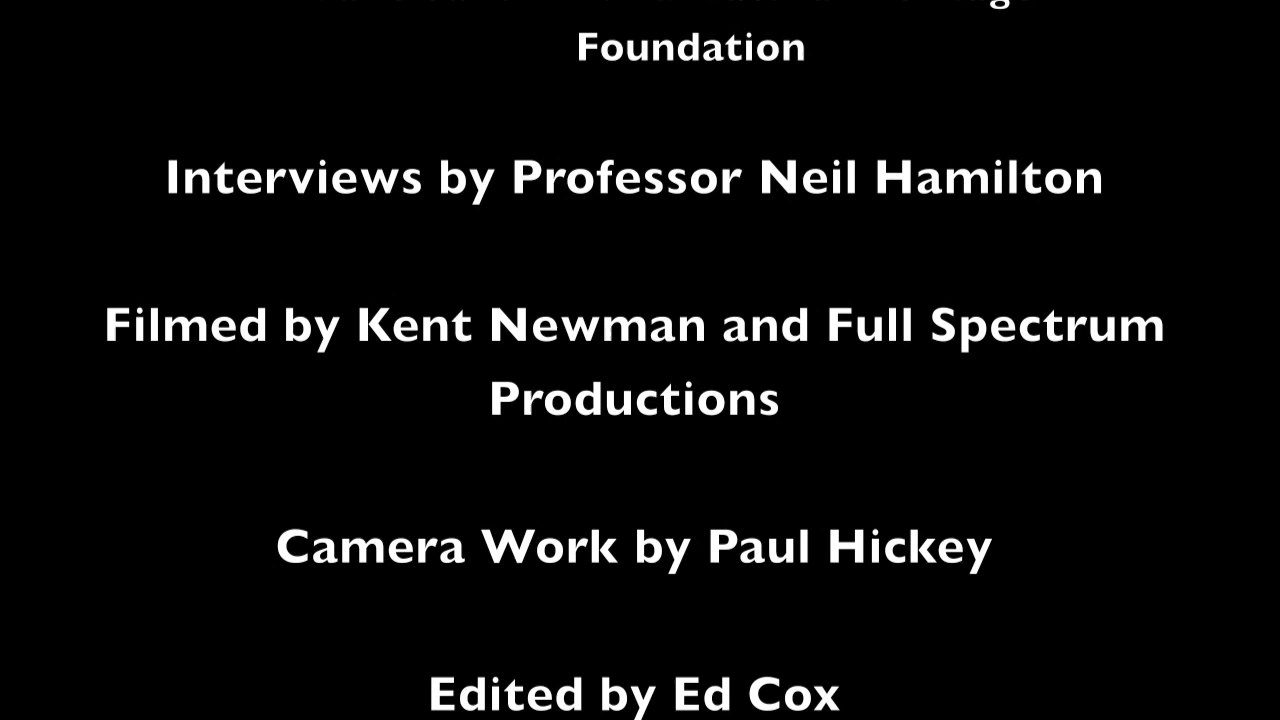 Foundation
Interviews by Professor Neil Hamilton
Filmed by Kent Newman and Full Spectrum
Productions
Camera Work by Paul Hickey
Edited by Ed Cox